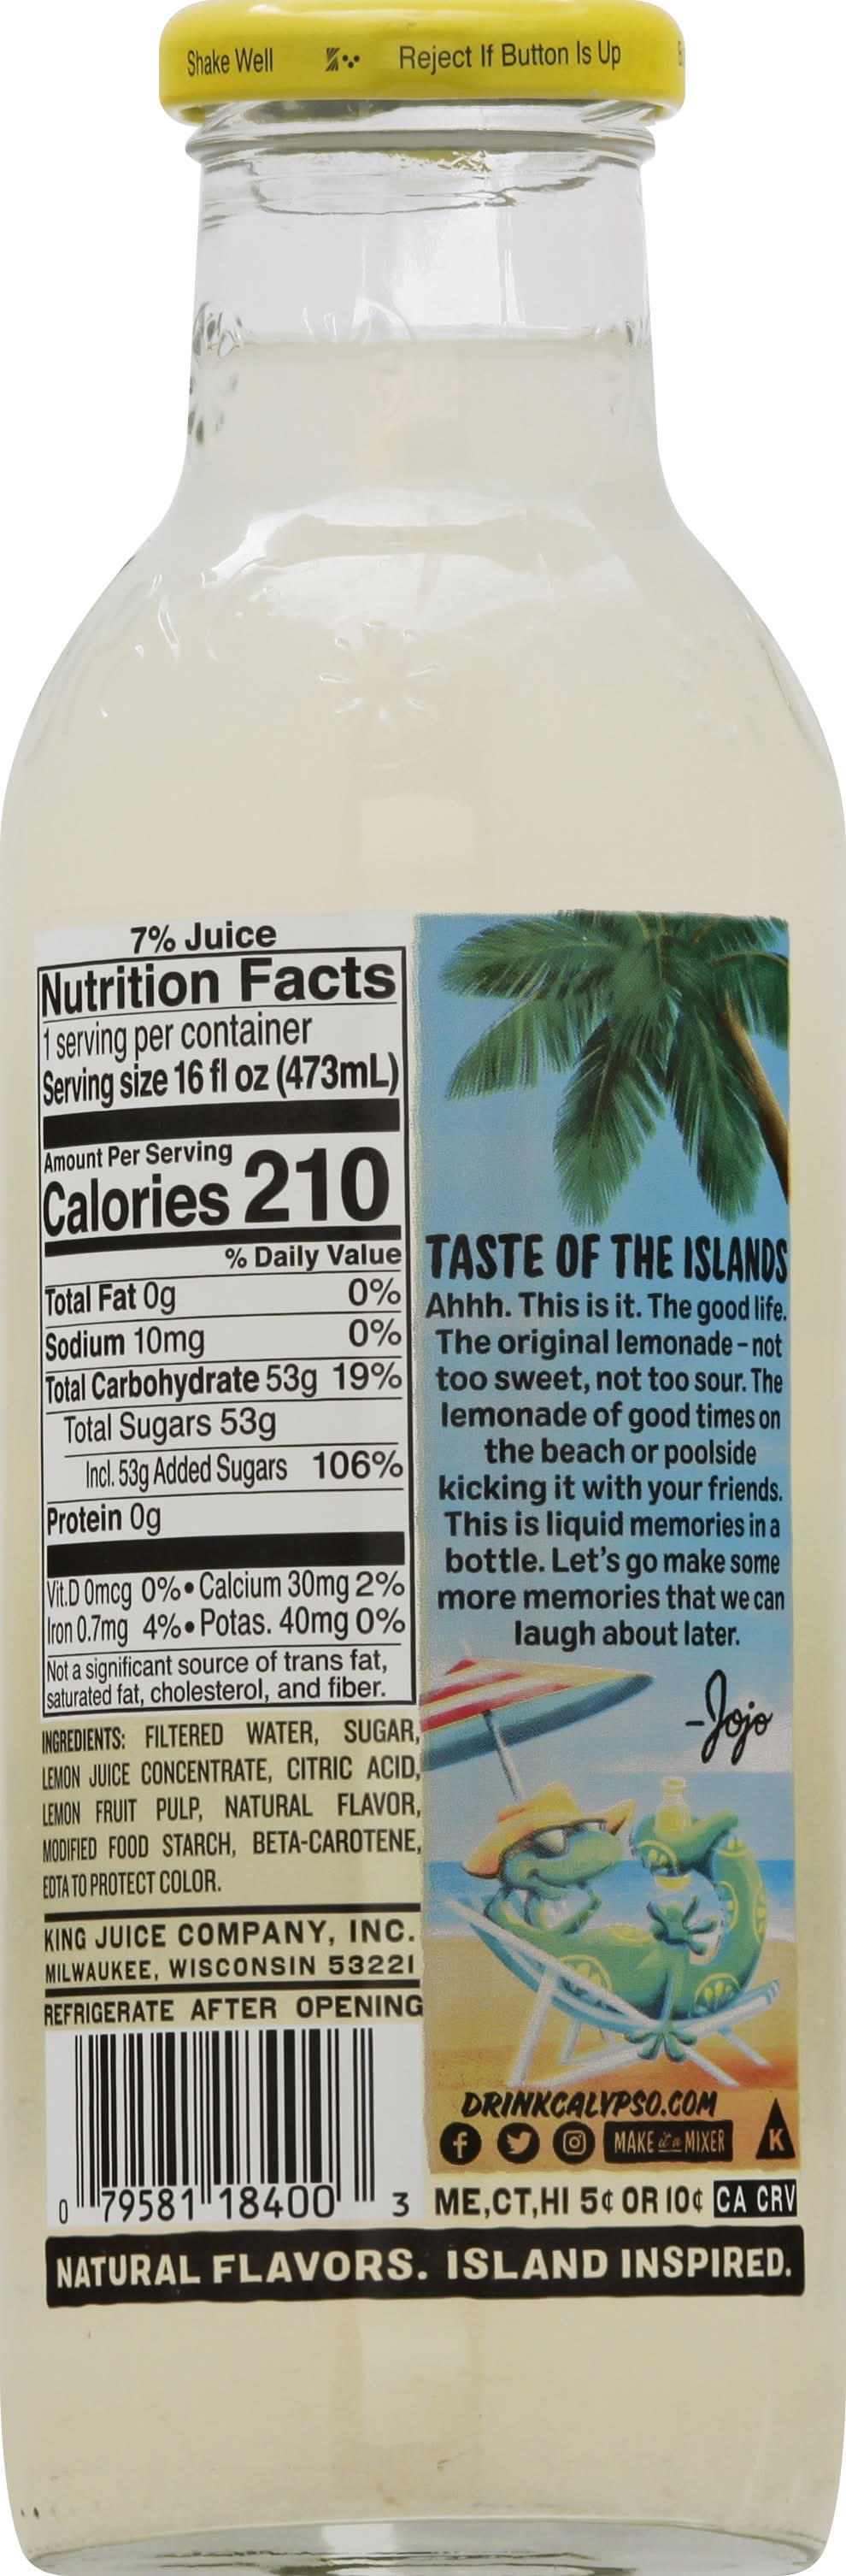 Shake Well Reject If Button Is Up
7% Juice
Nutrition Facts
1 serving per container
Serving size 16 fl oz (473mL)
Amount Per Serving
Calories 210
% Daily Value
Total Fat 0g 0%
Sodium 10mg 0%
Total Carbohydrate 53g 19%
Total Sugars 53g
Incl. 53g Added Sugars 106%
Protein 0g
Vit.D 0mcg 0% • Calcium 30mg 2%
Iron 0.7mg 4% • Potas. 40mg 0%
Not a significant source of trans fat,
saturated fat, cholesterol, and fiber.
INGREDIENTS: FILTERED WATER, SUGAR,
LEMON JUICE CONCENTRATE, CITRIC ACID,
LEMON FRUIT PULP, NATURAL FLAVOR,
MODIFIED FOOD STARCH, BETA-CAROTENE,
EDTA TO PROTECT COLOR.
KING JUICE COMPANY, INC.
MILWAUKEE, WISCONSIN 53221
REFRIGERATE AFTER OPENING
0 79581 18400 3
TASTE OF THE ISLANDS
Ahhh. This is it. The good life.
The original lemonade – not
too sweet, not too sour. The
lemonade of good times on
the beach or poolside
kicking it with your friends.
This is liquid memories in a
bottle. Let's go make some
more memories that we can
laugh about later.
-Jojo
DRINKCALYPSO.COM
MAKE it a MIXER
K
ME,CT,HI 5¢ OR 10¢ CA CRV
NATURAL FLAVORS. ISLAND INSPIRED.